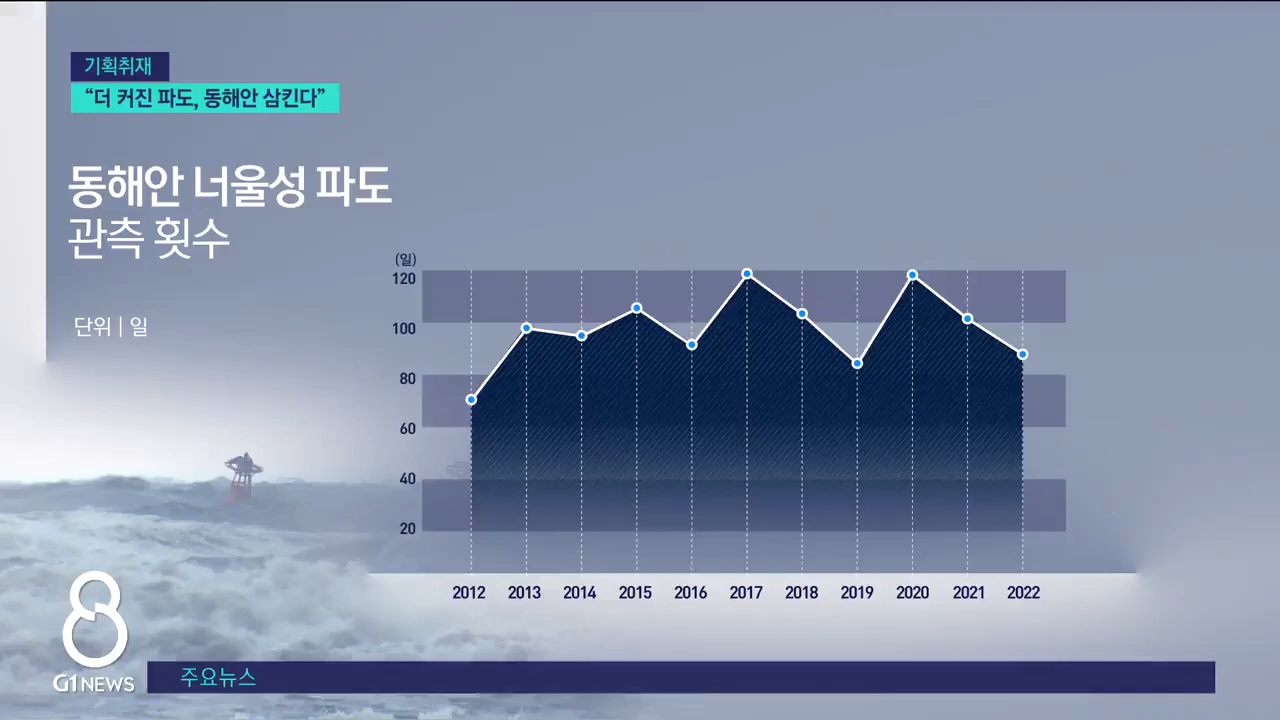 기획취재
“더 커진 파도, 동해안 삼킨다”
동해안 너울성 파도
관측 횟수
단위 | 일
(일)
120
100
80
60
40
20
2012 2013 2014 2015 2016 2017 2018 2019 2020 2021 2022
8
G1 NEWS
주요뉴스